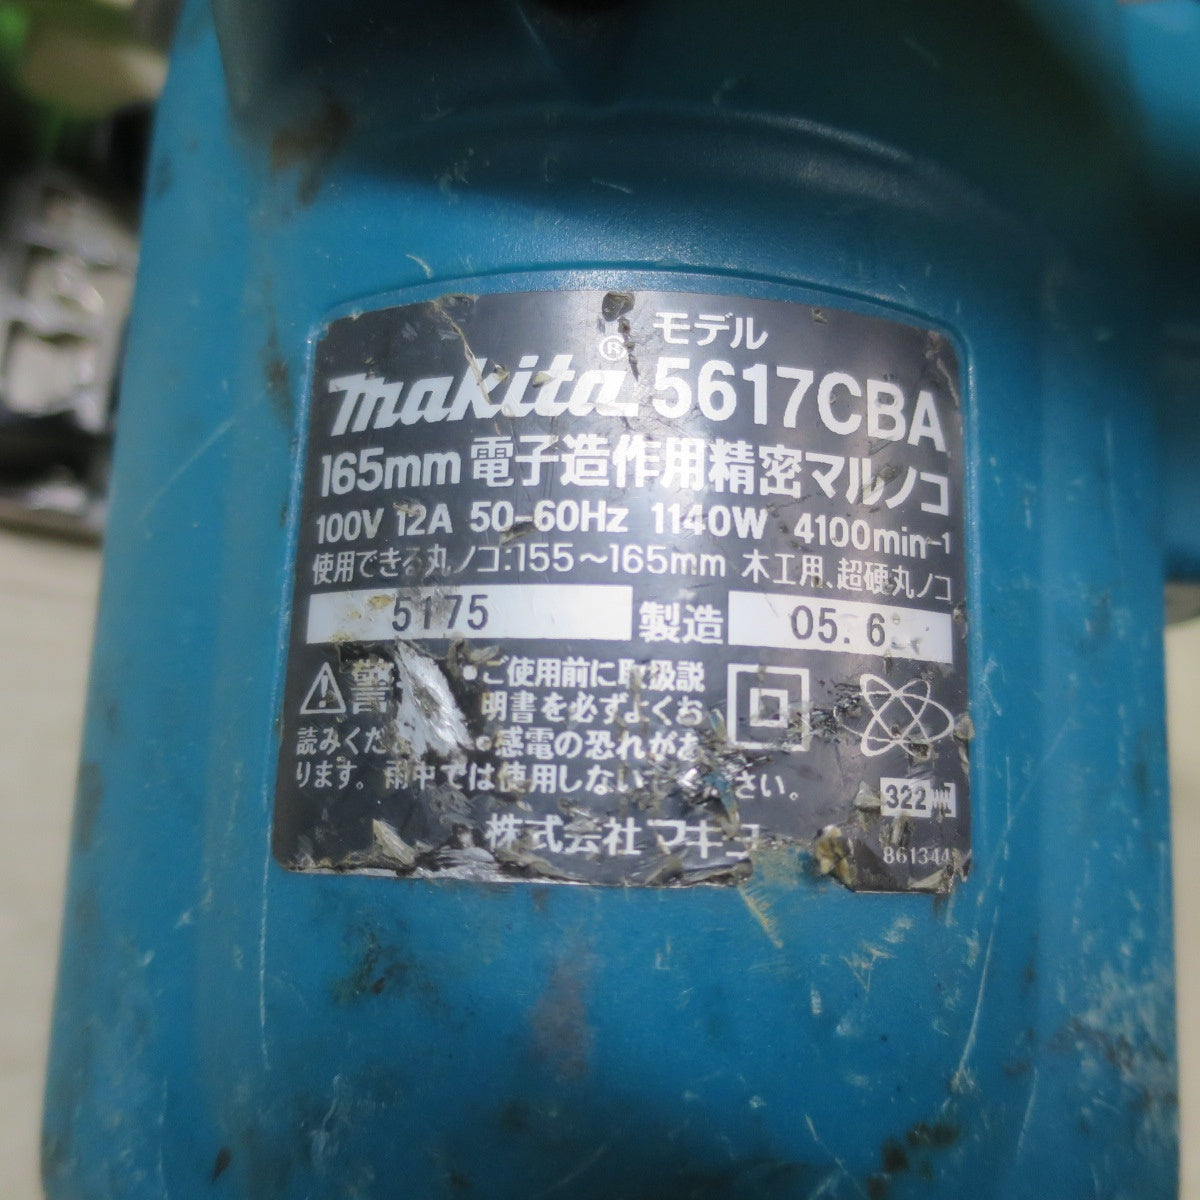 モデル
makita® 5617CBA
165mm 電子造作用精密マルノコ
100V 12A 50-60Hz 1140W 4100min-1
使用できる丸ノコ:155～165mm 木工用、超硬丸ノコ
5175 製造 05.6
警
・ご使用前に取扱説
明書を必ずよくお
読みくだ
・感電の恐れがあ
ります。雨中では使用しないでください。
322
株式会社マキタ
861344